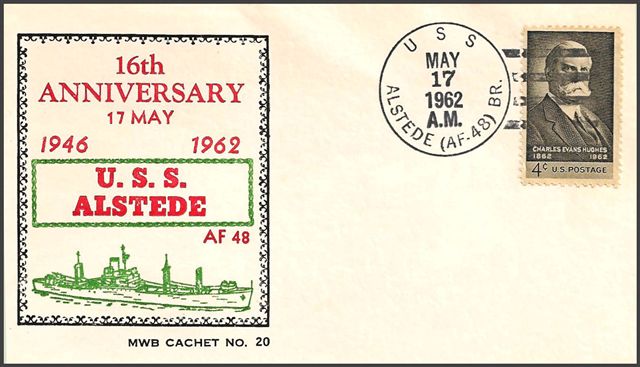 16th
ANNIVERSARY
17 MAY
1946 1962
U. S. S.
ALSTEDE
AF 48
MWB CACHET NO. 20
U S S
MAY
17
1962
A.M.
ALSTEDE (AF-48) BR.
CHARLES EVANS HUGHES
1862 1962
4¢ U.S. POSTAGE